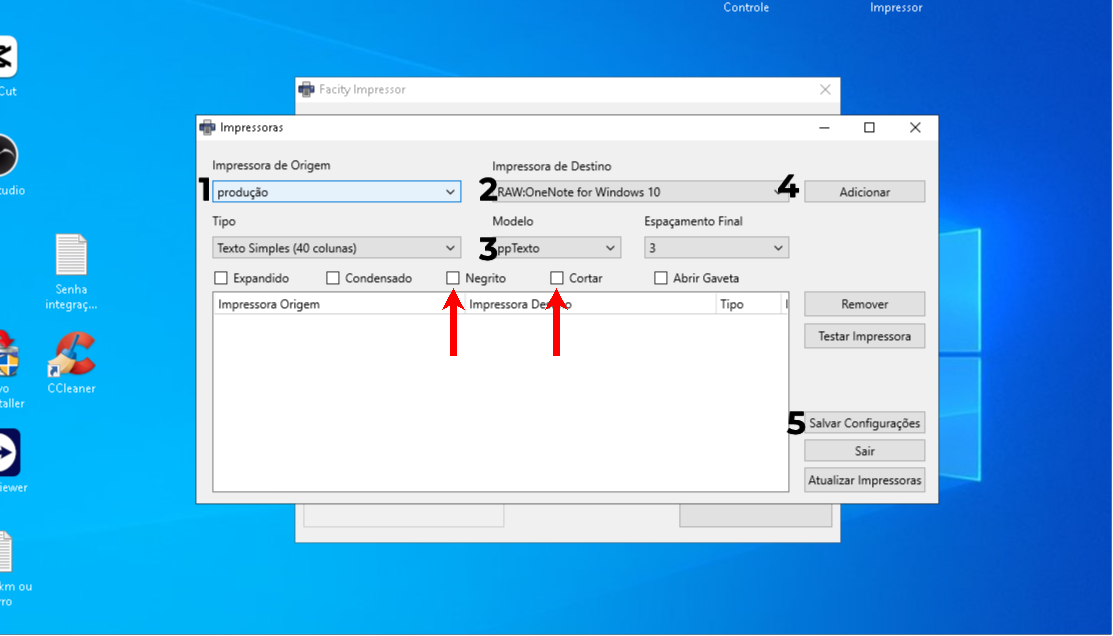 Controle
Impressor
Cut
Facity Impressor
Impressoras
Impressora de Origem
Impressora de Destino
1
produção
2
RAW:OneNote for Windows 10
4
Adicionar
Tipo
Modelo
Espaçamento Final
Texto Simples (40 colunas)
3
ppTexto
3
Expandido
Condensado
Negrito
Cortar
Abrir Gaveta
Impressora Origem
Impressora De o
Tipo
I
Remover
Testar Impressora
5
Salvar Configurações
Sair
Atualizar Impressoras
tudio
Senha
integraç...
CCleaner
vo
taller
iewer
km ou
rro